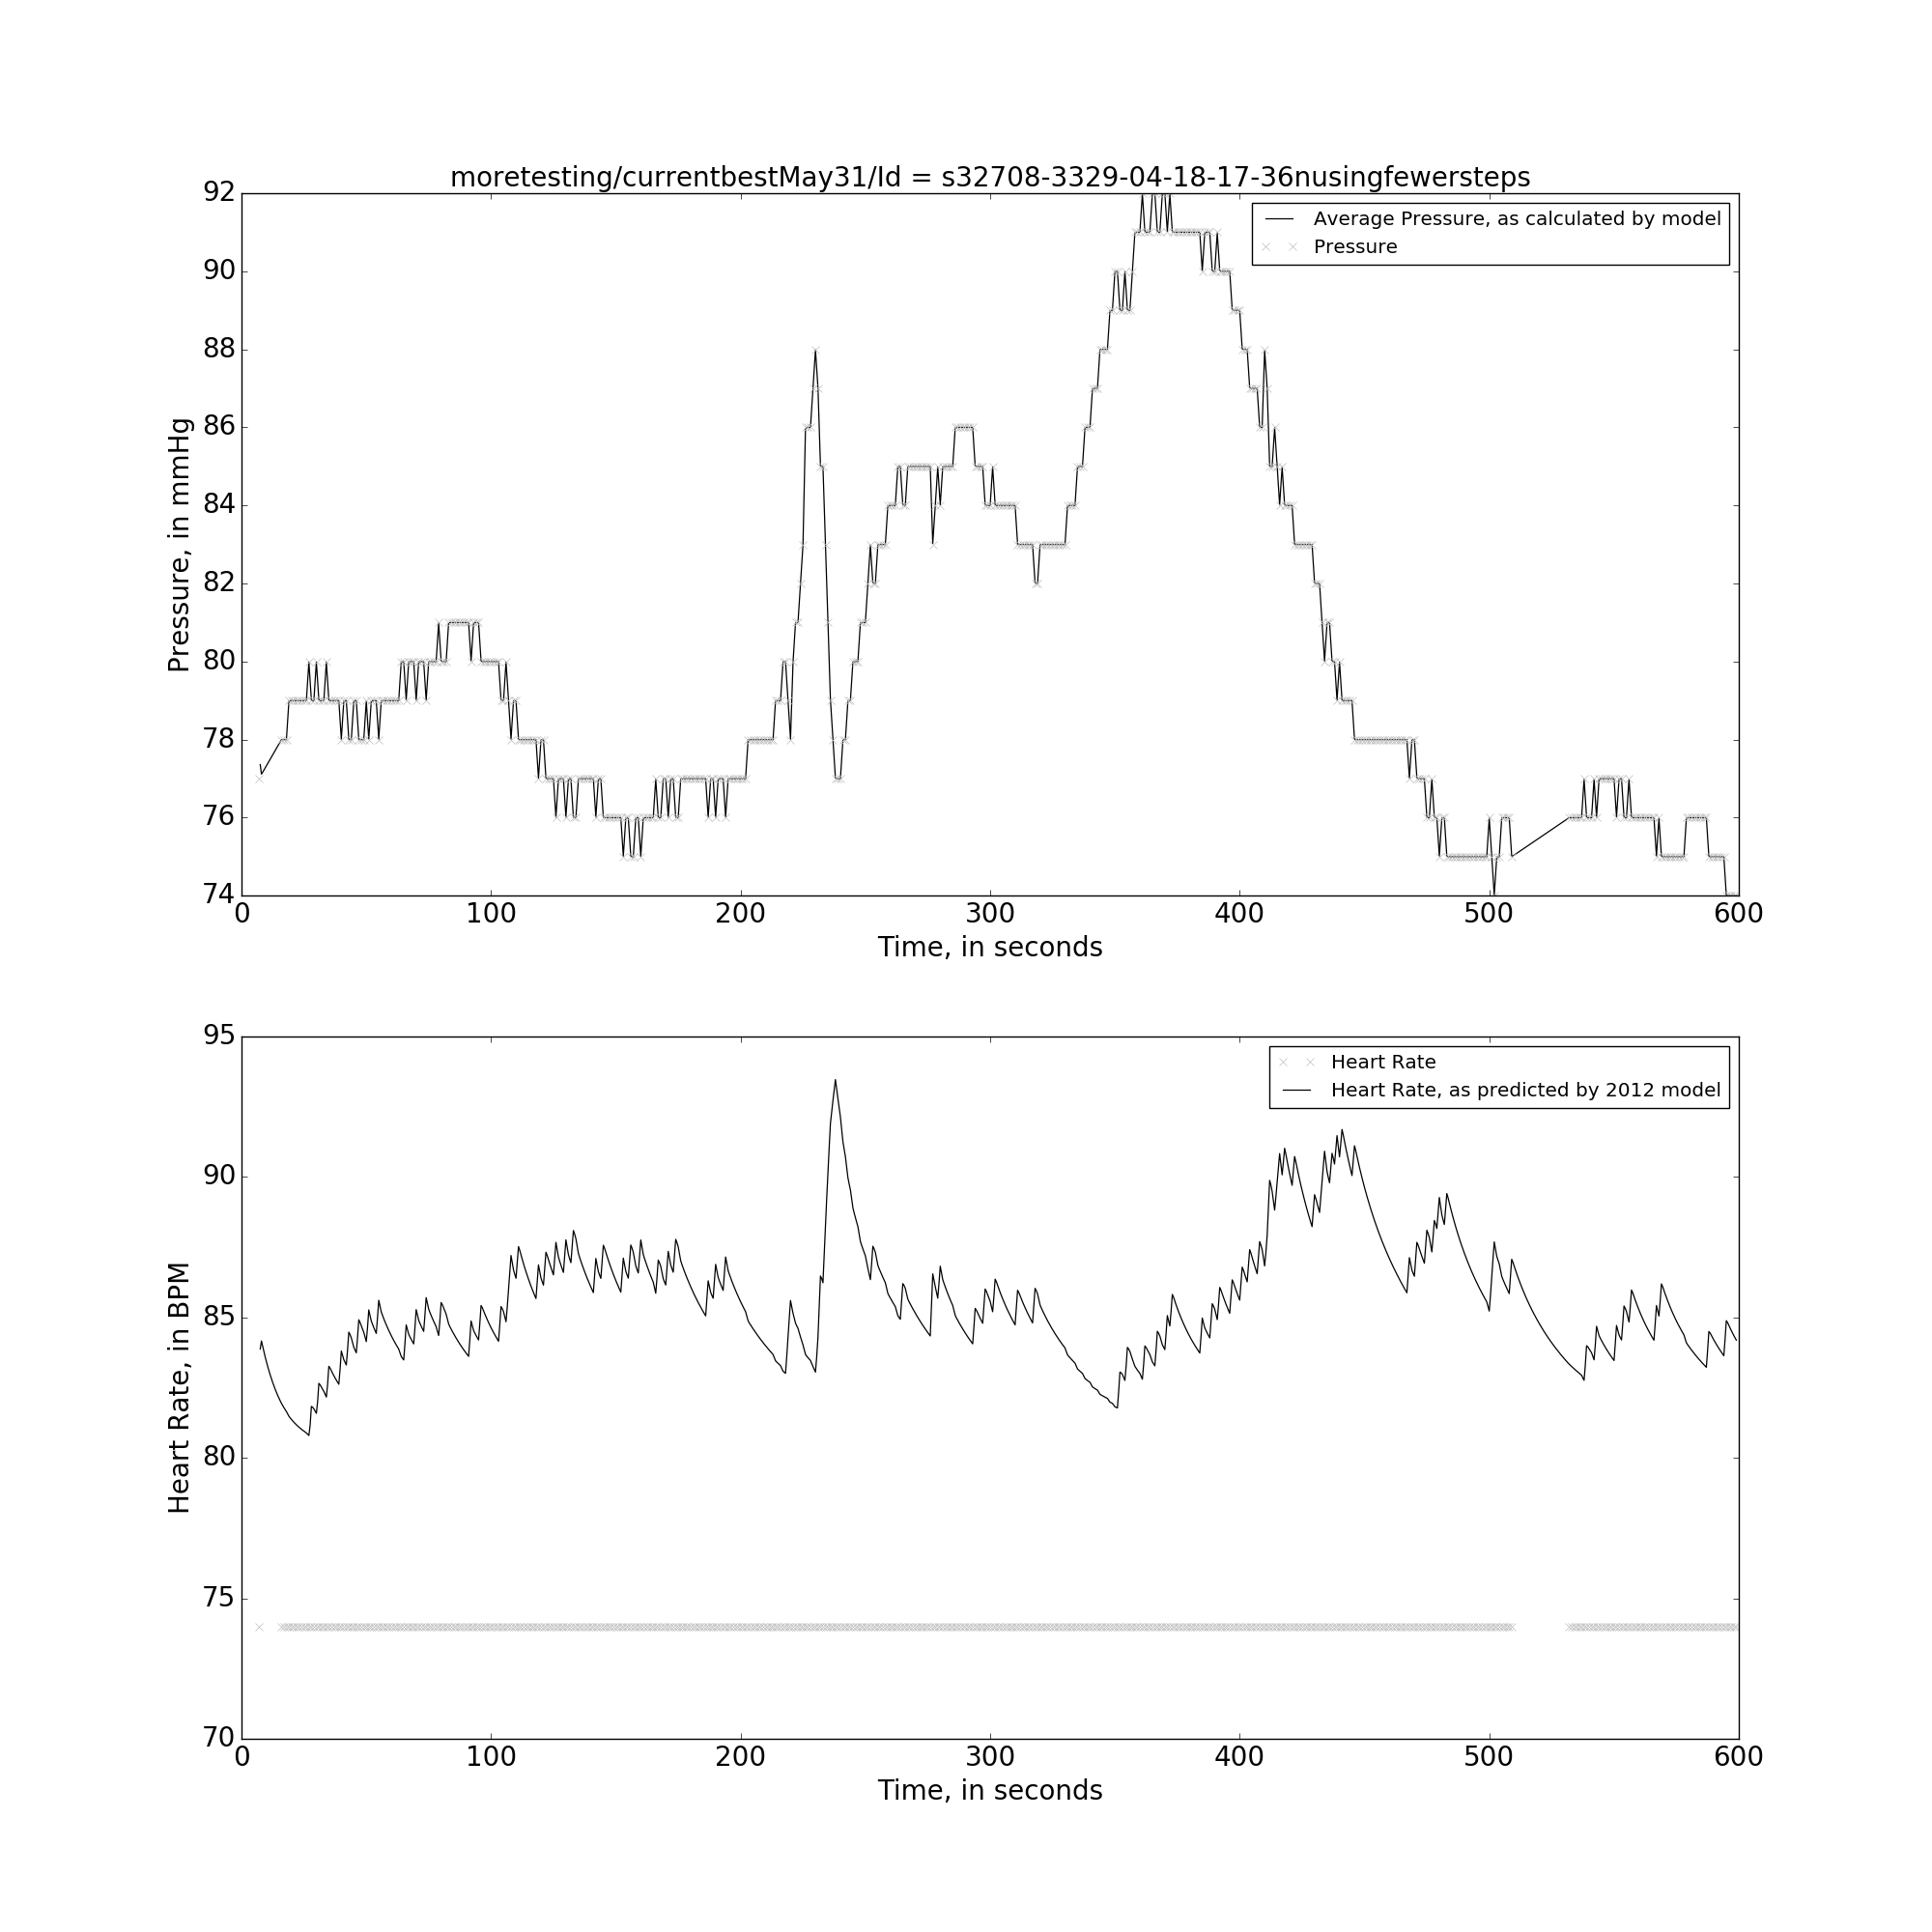 moretesting/currentbestMay31/Id = s32708-3329-04-18-17-36nusingfewersteps
92
90
88
86
84
82
80
78
76
74
Pressure, in mmHg
Average Pressure, as calculated by model
Pressure
0 100 200 300 400 500 600
Time, in seconds
95
90
85
80
75
70
Heart Rate, in BPM
Heart Rate
Heart Rate, as predicted by 2012 model
0 100 200 300 400 500 600
Time, in seconds